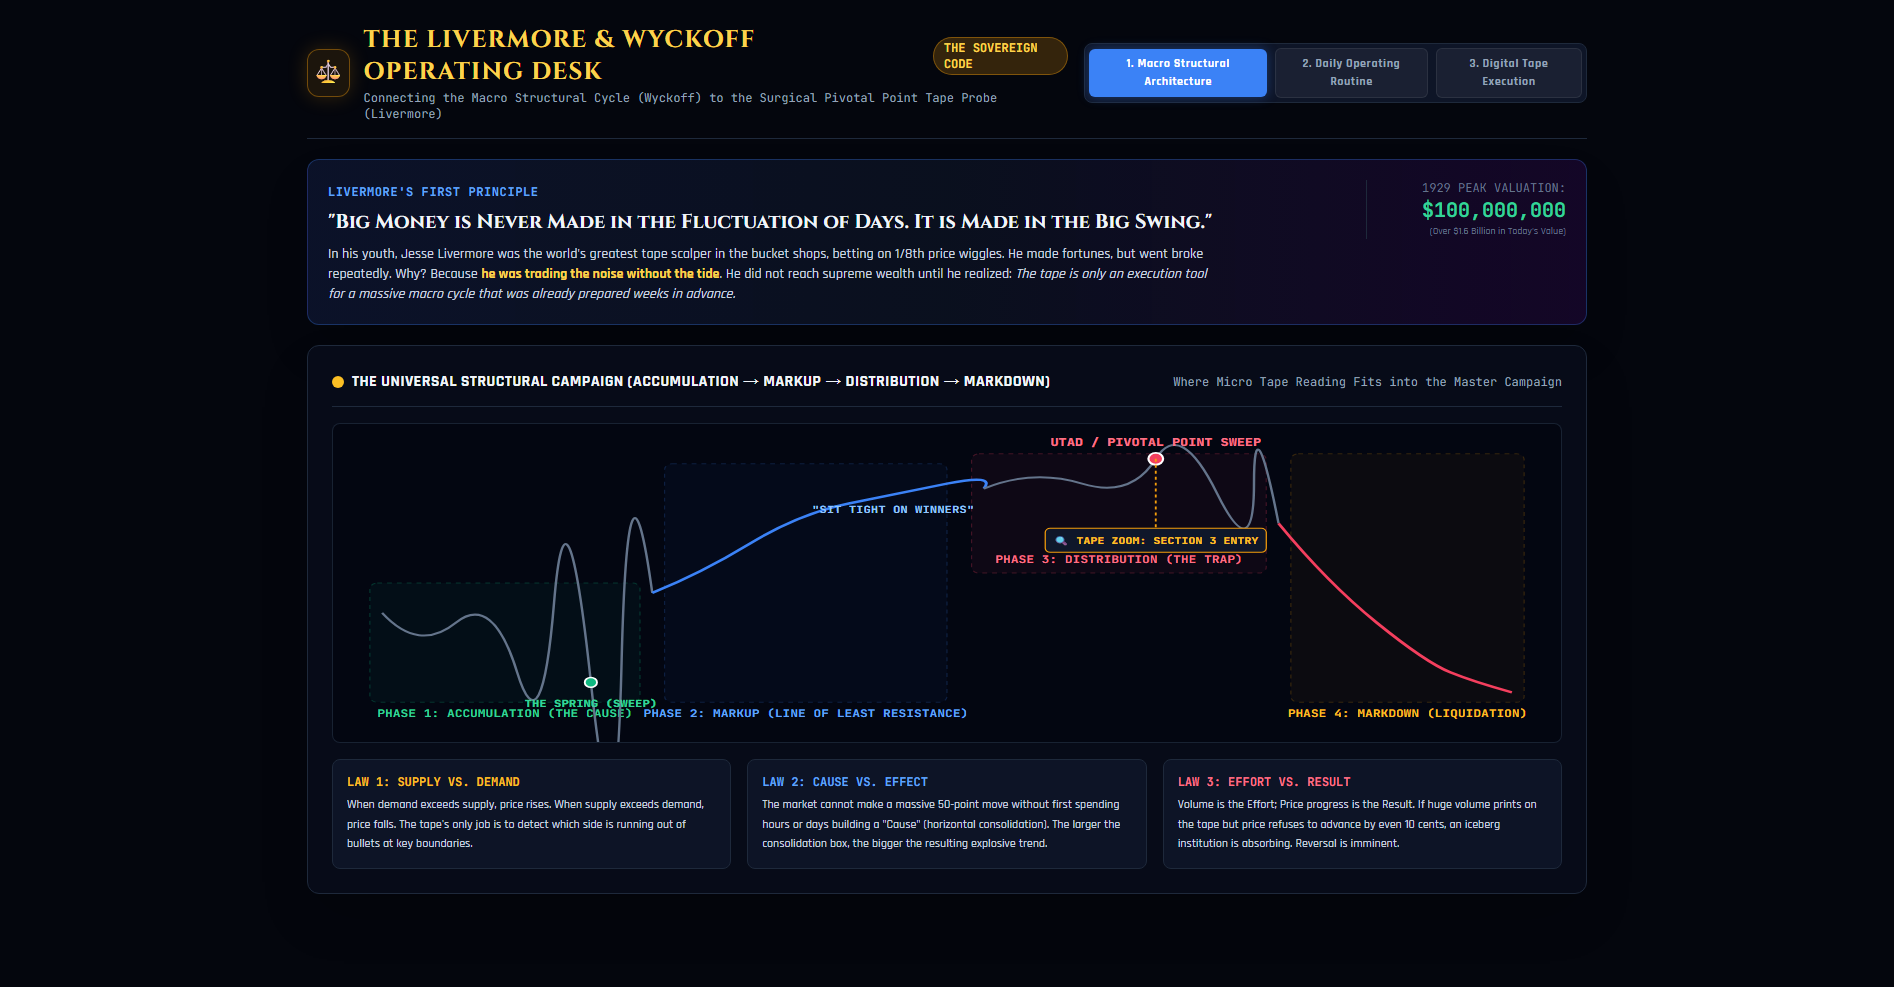 THE LIVERMORE & WYCKOFF
OPERATING DESK
THE SOVEREIGN
CODE
Connecting the Macro Structural Cycle (Wyckoff) to the Surgical Pivotal Point Tape Probe
(Livermore)
1. Macro Structural
Architecture
2. Daily Operating
Routine
3. Digital Tape
Execution
LIVERMORE'S FIRST PRINCIPLE
"Big Money is Never Made in the Fluctuation of Days. It is Made in the Big Swing."
In his youth, Jesse Livermore was the world's greatest tape scalper in the bucket shops, betting on 1/8th price wiggles. He made fortunes, but went broke
repeatedly. Why? Because he was trading the noise without the tide. He did not reach supreme wealth until he realized: The tape is only an execution tool
for a massive macro cycle that was already prepared weeks in advance.
1929 PEAK VALUATION:
$100,000,000
(Over $1.6 Billion in Today's Value)
THE UNIVERSAL STRUCTURAL CAMPAIGN (ACCUMULATION → MARKUP → DISTRIBUTION → MARKDOWN)
Where Micro Tape Reading Fits into the Master Campaign
UTAD / PIVOTAL POINT SWEEP
"SIT TIGHT ON WINNERS"
TAPE ZOOM: SECTION 3 ENTRY
PHASE 3: DISTRIBUTION (THE TRAP)
THE SPRING (SWEEP)
PHASE 1: ACCUMULATION (THE CAUSE)
PHASE 2: MARKUP (LINE OF LEAST RESISTANCE)
PHASE 4: MARKDOWN (LIQUIDATION)
LAW 1: SUPPLY VS. DEMAND
When demand exceeds supply, price rises. When supply exceeds demand,
price falls. The tape's only job is to detect which side is running out of
bullets at key boundaries.
LAW 2: CAUSE VS. EFFECT
The market cannot make a massive 50-point move without first spending
hours or days building a "Cause" (horizontal consolidation). The larger the
consolidation box, the bigger the resulting explosive trend.
LAW 3: EFFORT VS. RESULT
Volume is the Effort; Price progress is the Result. If huge volume prints on
the tape but price refuses to advance by even 10 cents, an iceberg
institution is absorbing. Reversal is imminent.